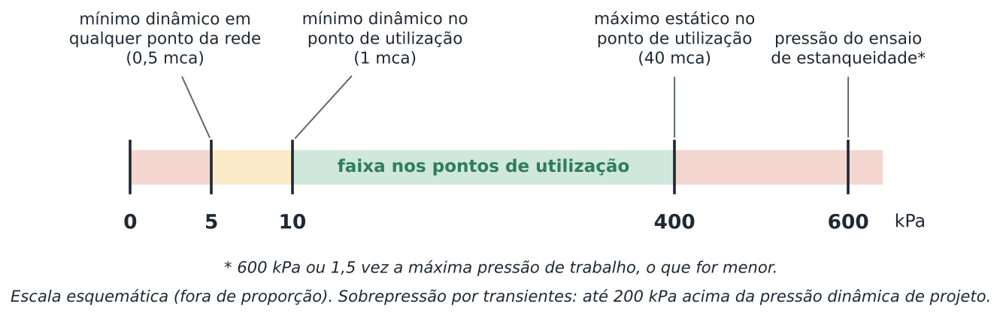 mínimo dinâmico em
qualquer ponto da rede
(0,5 mca)
mínimo dinâmico no
ponto de utilização
(1 mca)
máximo estático no
ponto de utilização
(40 mca)
pressão do ensaio
de estanqueidade*
faixa nos pontos de utilização
0 5 10 400 600 kPa
* 600 kPa ou 1,5 vez a máxima pressão de trabalho, o que for menor.
Escala esquemática (fora de proporção). Sobrepressão por transientes: até 200 kPa acima da pressão dinâmica de projeto.